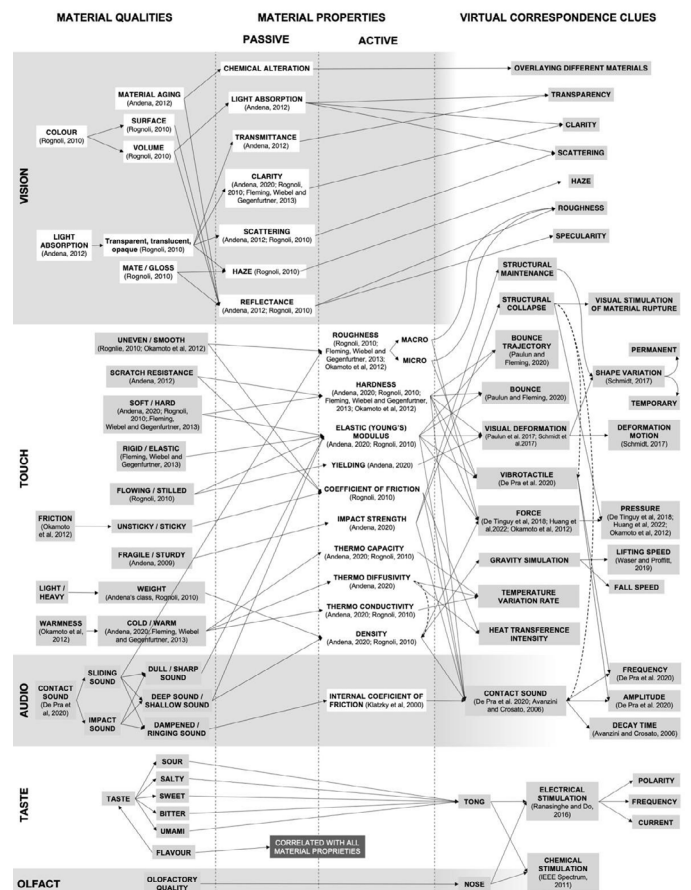 MATERIAL QUALITIES
MATERIAL PROPERTIES
VIRTUAL CORRESPONDENCE CLUES
PASSIVE
ACTIVE
VISION
COLOUR
(Rognoli, 2010)
MATERIAL AGING
(Andena, 2012)
SURFACE
(Rognoli, 2010)
VOLUME
(Rognoli, 2010)
LIGHT
ABSORPTION
(Andena, 2012)
Transparent, translucent,
opaque (Rognoli, 2010)
MATE / GLOSS
(Rognoli, 2010)
CHEMICAL ALTERATION
LIGHT ABSORPTION
(Andena, 2012)
TRANSMITTANCE
(Andena, 2012)
CLARITY
(Andena, 2020; Rognoli,
2010; Fleming, Wiebel and
Gegenfurtner, 2013)
SCATTERING
(Andena, 2012; Rognoli, 2010)
HAZE (Rognoli, 2010)
REFLECTANCE
(Andena, 2012; Rognoli, 2010)
OVERLAYING DIFFERENT MATERIALS
TRANSPARENCY
CLARITY
SCATTERING
HAZE
ROUGHNESS
SPECULARITY
TOUCH
UNEVEN / SMOOTH
(Rognlie, 2010; Okamoto et al, 2012)
SCRATCH RESISTANCE
(Andena, 2012)
SOFT / HARD
(Andena, 2020; Rognoli,
2010; Fleming,
Wiebel and Gegenfurtner, 2013)
RIGID / ELASTIC
(Fleming, Wiebel and
Gegenfurtner, 2013)
FLOWING / STILLED
(Rognoli, 2010)
FRICTION
(Okamoto
et al, 2012)
UNSTICKY / STICKY
FRAGILE / STURDY
(Andena, 2009)
LIGHT /
HEAVY
WEIGHT
(Andena's class, Rognoli, 2010)
WARMNESS
(Okamoto et al,
2012)
COLD / WARM
(Andena, 2020; Fleming, Wiebel
and Gegenfurtner, 2013)
ROUGHNESS
(Rognoli, 2010;
Fleming, Wiebel and
Gegenfurtner, 2013;
Okamoto et al, 2012)
MACRO
MICRO
HARDNESS
(Andena, 2020; Rognoli, 2010;
Fleming, Wiebel and Gegenfurtner,
2013; Okamoto et al, 2012)
ELASTIC (YOUNG'S)
MODULUS
(Andena, 2020; Rognoli, 2010)
YIELDING (Andena, 2020)
COEFFICIENT OF FRICTION
(Rognoli, 2010)
IMPACT STRENGTH
(Andena, 2020)
THERMO CAPACITY
(Andena, 2020; Rognoli, 2010)
THERMO DIFFUSIVITY
(Andena, 2020)
THERMO CONDUCTIVITY
(Andena, 2020; Rognoli, 2010)
DENSITY
(Andena, 2020; Rognoli, 2010)
STRUCTURAL
MAINTENANCE
STRUCTURAL
COLLAPSE
VISUAL STIMULATION
OF MATERIAL RUPTURE
BOUNCE
TRAJECTORY
(Paulun and
Fleming, 2020)
PERMANENT
SHAPE VARIATION
(Schmidt, 2017)
TEMPORARY
BOUNCE
(Paulun and Fleming, 2020)
VISUAL DEFORMATION
(Paulun et al. 2017; Schmidt et
al.2017)
DEFORMATION
MOTION
(Schmidt, 2017)
VIBROTACTILE
(De Pra et al. 2020)
FORCE
(De Tinguy et al, 2018; Huang et
al,2022; Okamoto et al, 2012)
PRESSURE
(De Tinguy et al, 2018;
Huang et al, 2022;
Okamoto et al, 2012)
GRAVITY SIMULATION
LIFTING SPEED
(Waser and Proffitt,
2019)
FALL SPEED
TEMPERATURE
VARIATION RATE
HEAT TRANSFERENCE
INTENSITY
AUDIO
CONTACT
SOUND
(De Pra et
al, 2020)
SLIDING
SOUND
IMPACT
SOUND
DULL / SHARP
SOUND
DEEP SOUND /
SHALLOW SOUND
DAMPENED /
RINGING SOUND
INTERNAL COEFICIENT OF
FRICTION (Klatzky et al, 2000)
CONTACT SOUND
(De Pra et al. 2020; Avanzini
and Crosato, 2006)
FREQUENCY
(De Pra et al. 2020)
AMPLITUDE
(De Pra et al. 2020)
DECAY TIME
(Avanzini and Crosato, 2006)
TASTE
TASTE
SOUR
SALTY
SWEET
BITTER
UMAMI
FLAVOUR
CORRELATED WITH ALL
MATERIAL PROPRIETIES
TONG
ELECTRICAL
STIMULATION
(Ranasinghe and Do,
2016)
POLARITY
FREQUENCY
CURRENT
CHEMICAL
STIMULATION
(IEEE Spectrum,
2011)
OLFACT
OLOFACTORY
QUALITY
NOSE